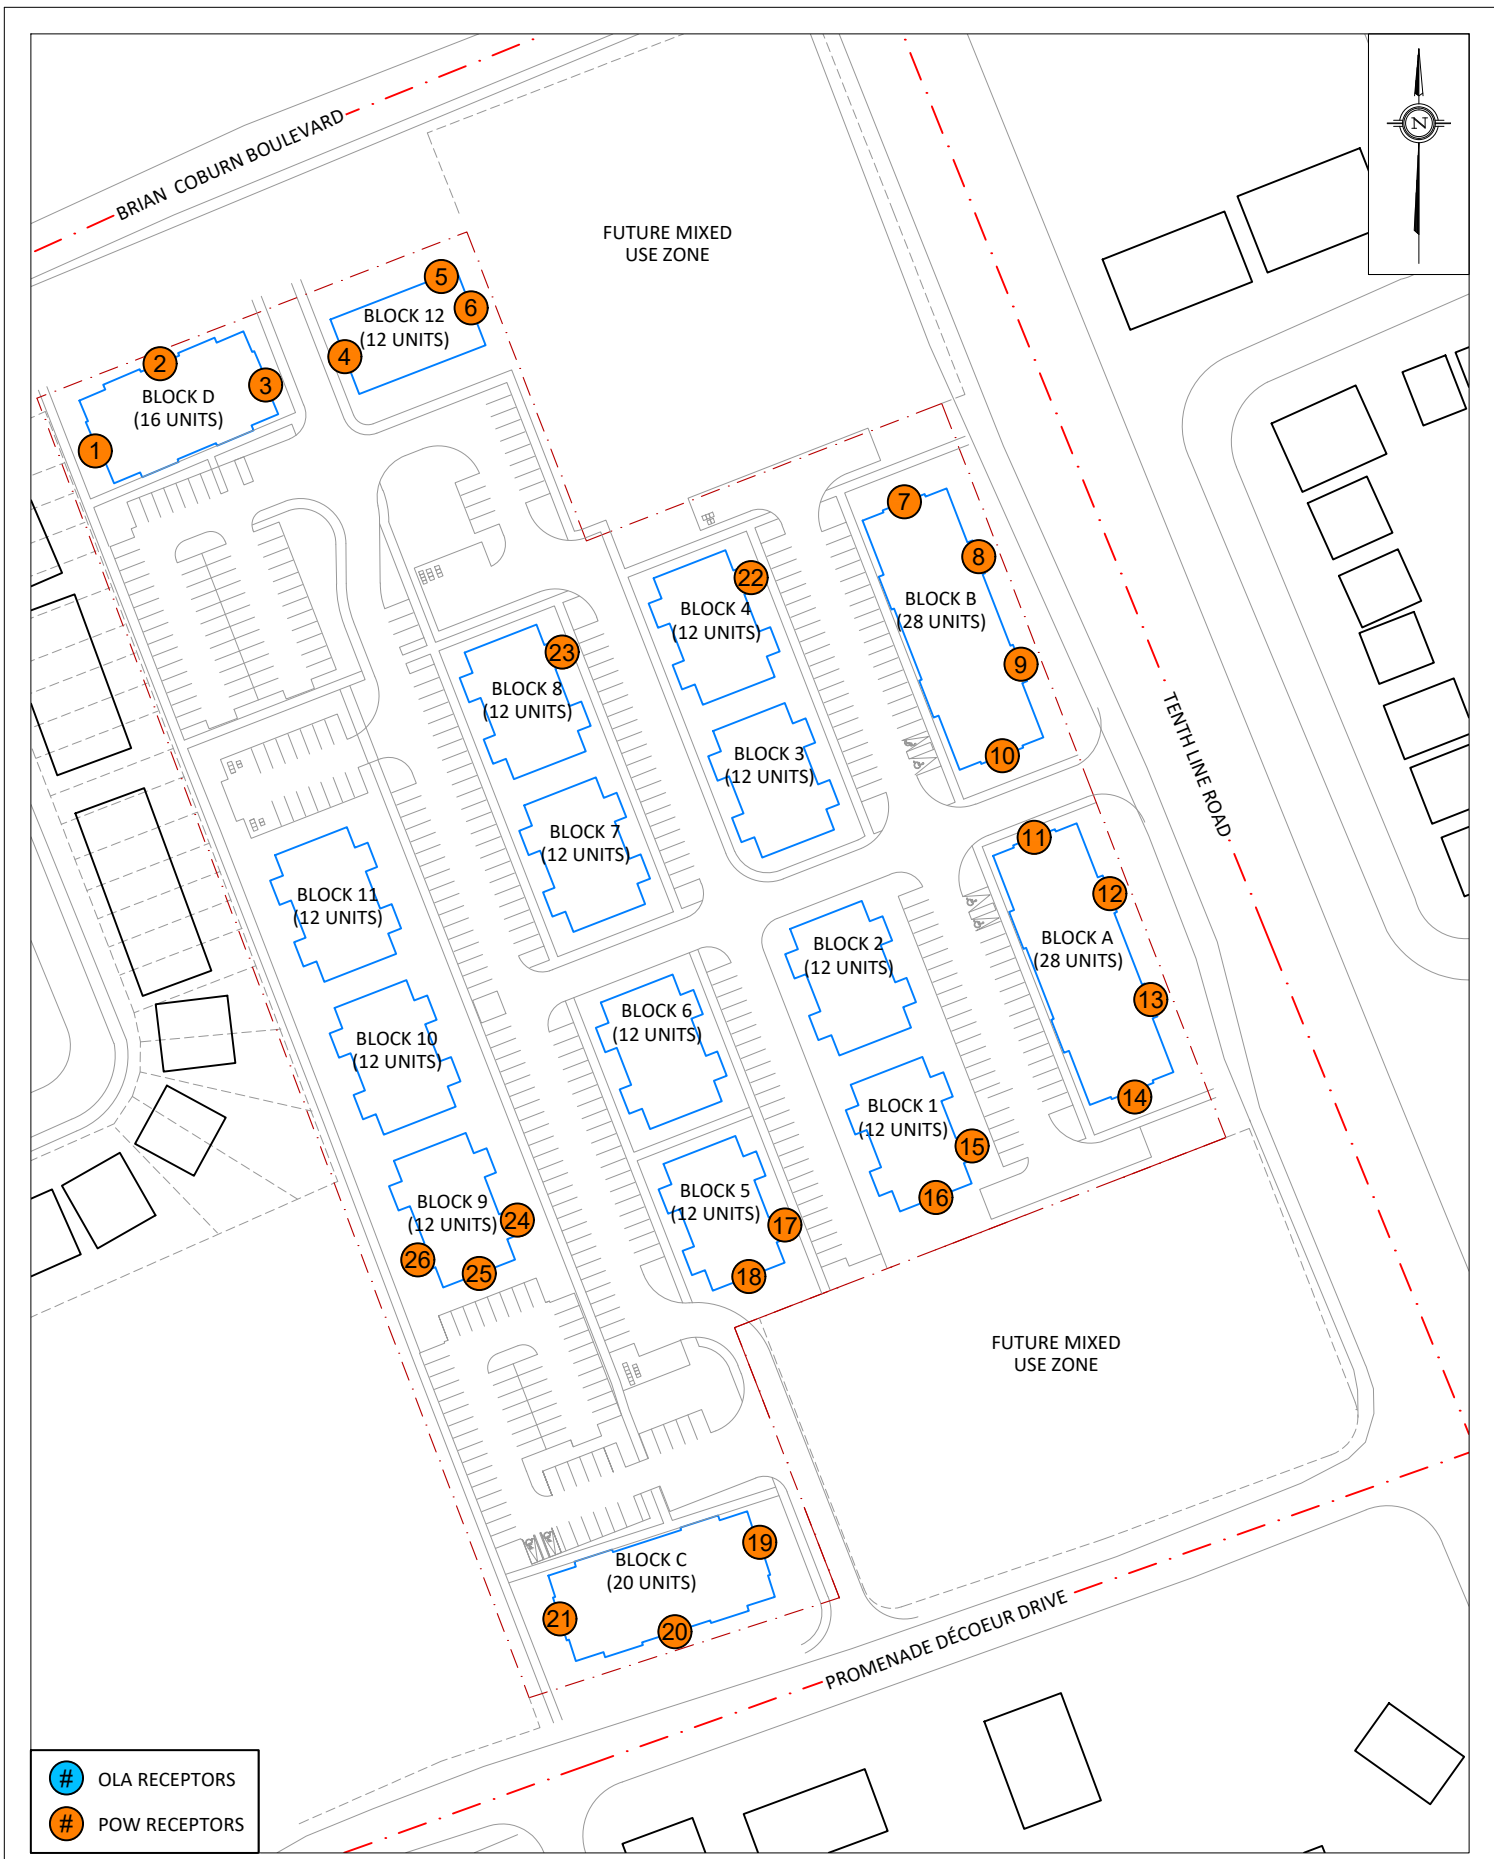 BRIAN COBURN BOULEVARD
N
FUTURE MIXED
USE ZONE
5
6
BLOCK 12
(12 UNITS)
4
2
3
BLOCK D
(16 UNITS)
1
7
8
BLOCK B
(28 UNITS)
9
10
22
BLOCK 4
(12 UNITS)
23
BLOCK 8
(12 UNITS)
BLOCK 3
(12 UNITS)
TENTH LINE ROAD
BLOCK 7
(12 UNITS)
11
12
BLOCK A
(28 UNITS)
13
14
BLOCK 11
(12 UNITS)
BLOCK 2
(12 UNITS)
BLOCK 6
(12 UNITS)
BLOCK 10
(12 UNITS)
BLOCK 1
(12 UNITS)
15
16
BLOCK 5
(12 UNITS)
17
18
BLOCK 9
(12 UNITS)
24
26
25
FUTURE MIXED
USE ZONE
19
BLOCK C
(20 UNITS)
21
20
PROMENADE DÉCOEUR DRIVE
# OLA RECEPTORS
# POW RECEPTORS